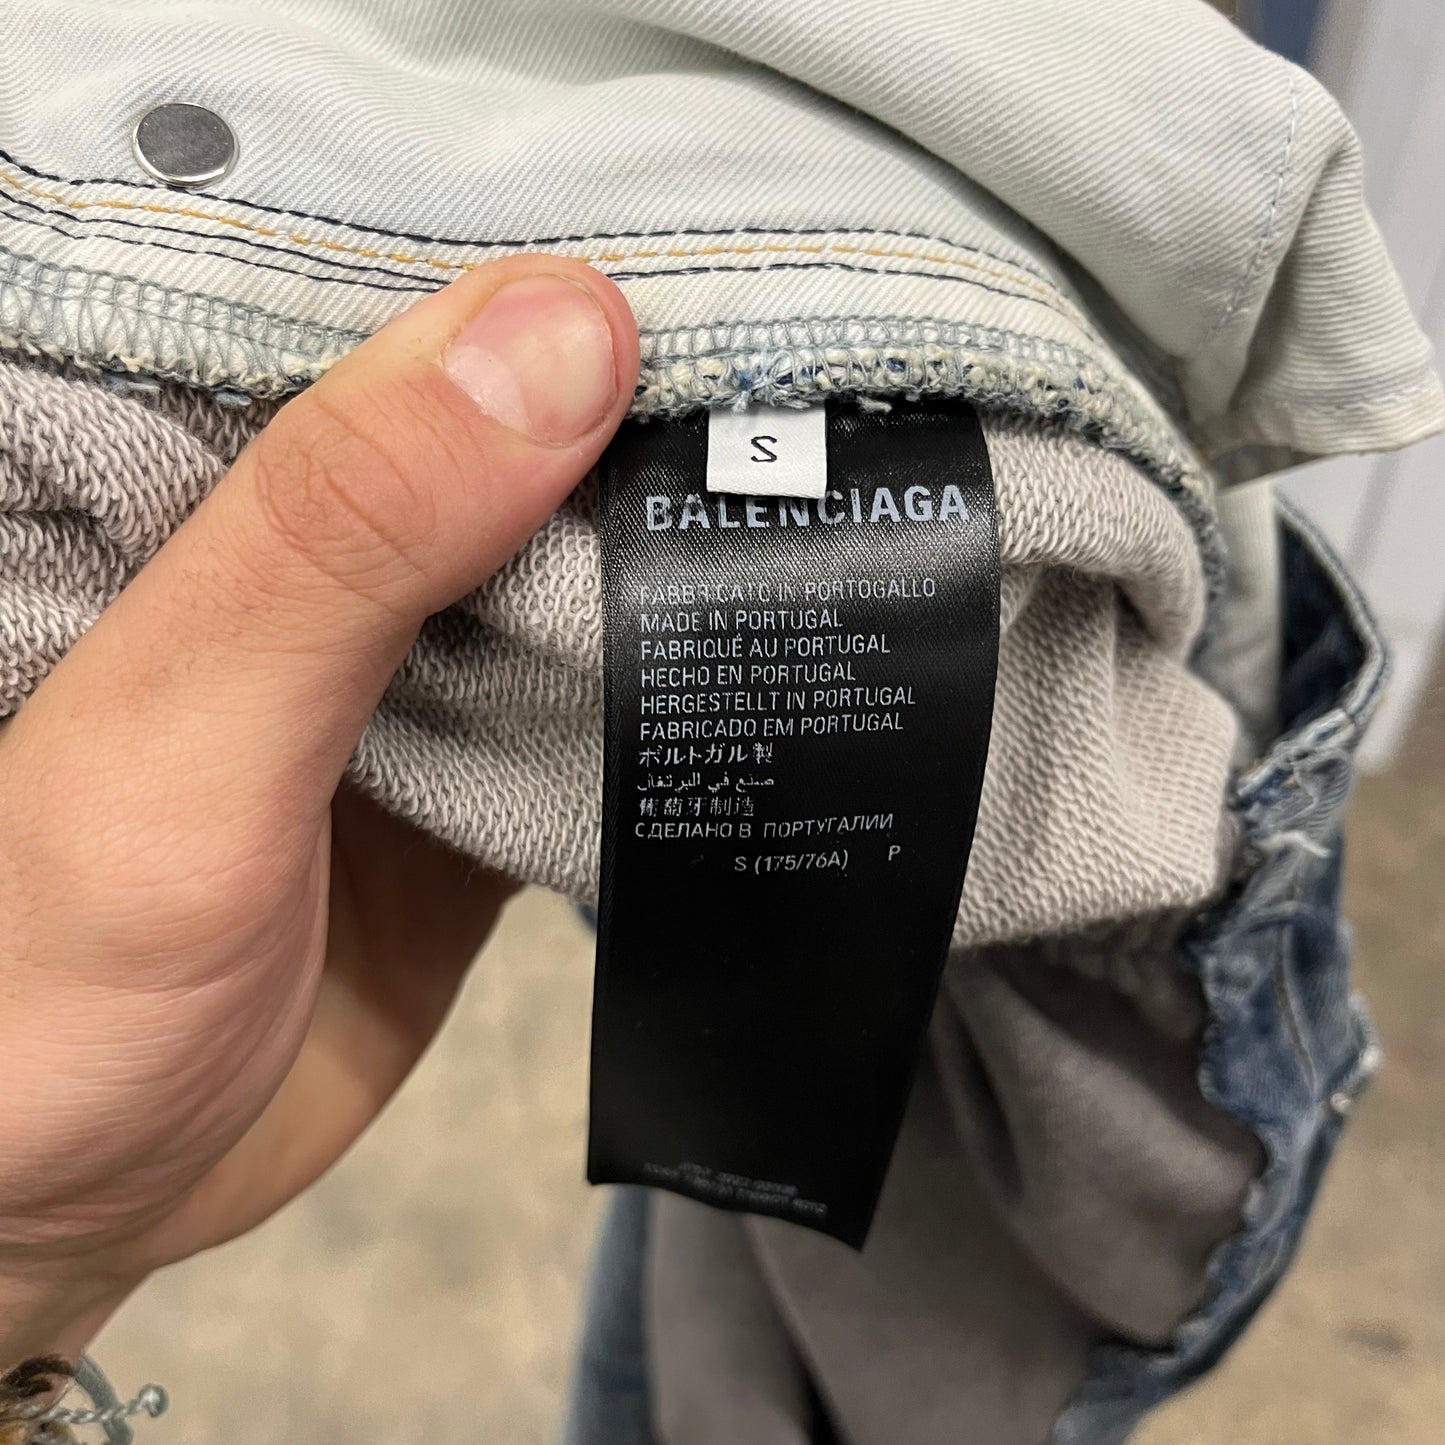 S
BALENCIAGA
FABBRICATO IN PORTOGALLO
MADE IN PORTUGAL
FABRIQUÉ AU PORTUGAL
HECHO EN PORTUGAL
HERGESTELLT IN PORTUGAL
FABRICADO EM PORTUGAL
ポルトガル製
صنع في البرتغال
葡萄牙制造
СДЕЛАНО В ПОРТУГАЛИИ
S (175/76A) P